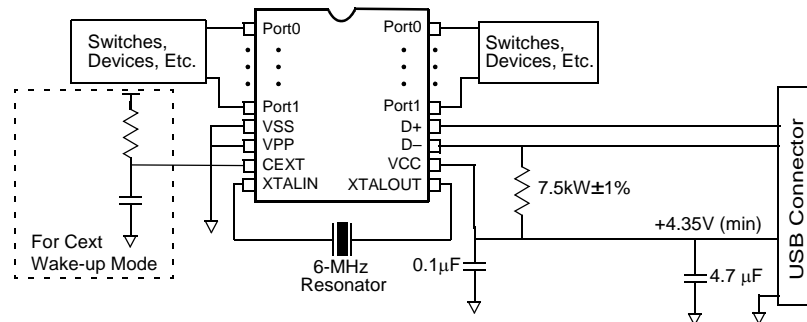 Switches,
Devices, Etc.
Port0
Port0
Switches,
Devices, Etc.
Port1
Port1
VSS
D+
VPP
D–
CEXT
VCC
XTALIN
XTALOUT
7.5kW±1%
For Cext
Wake-up Mode
6-MHz
Resonator
0.1μF
+4.35V (min)
4.7 μF
USB Connector